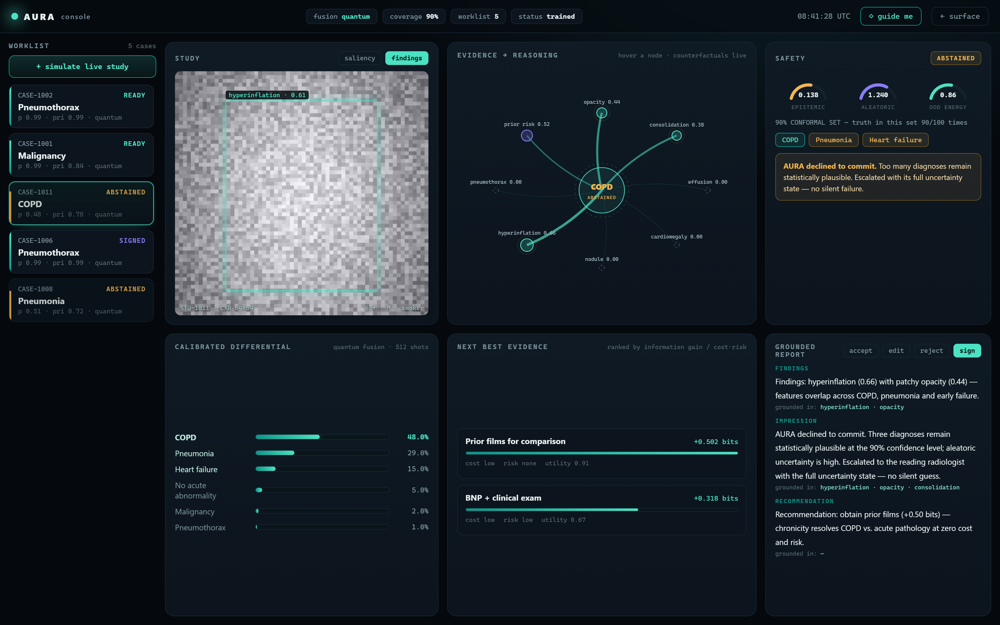 AURA console
fusion quantum
coverage 90%
worklist 5
status trained
08:41:28 UTC
◇ guide me
← surface
WORKLIST
5 cases
+ simulate live study
CASE-1002 READY
Pneumothorax
p 0.99 · pri 0.99 · quantum
CASE-1001 READY
Malignancy
p 0.99 · pri 0.84 · quantum
CASE-1011 ABSTAINED
COPD
p 0.48 · pri 0.78 · quantum
CASE-1006 SIGNED
Pneumothorax
p 0.99 · pri 0.99 · quantum
CASE-1008 ABSTAINED
Pneumonia
p 0.51 · pri 0.72 · quantum
STUDY
saliency
findings
hyperinflation · 0.61
STU-1011 · CXR 64×64
65+ · M · smoker
EVIDENCE → REASONING
hover a node · counterfactuals live
opacity 0.44
prior risk 0.52
consolidation 0.38
pneumothorax 0.00
effusion 0.00
COPD
ABSTAINED
hyperinflation 0.66
cardiomegaly 0.00
nodule 0.00
SAFETY
ABSTAINED
0.138
EPISTEMIC
1.240
ALEATORIC
0.86
OOD ENERGY
90% CONFORMAL SET — truth in this set 90/100 times
COPD
Pneumonia
Heart failure
AURA declined to commit. Too many diagnoses remain
statistically plausible. Escalated with its full uncertainty
state — no silent failure.
CALIBRATED DIFFERENTIAL
quantum fusion · 512 shots
COPD 48.0%
Pneumonia 29.0%
Heart failure 15.0%
No acute
abnormality 5.0%
Malignancy 2.0%
Pneumothorax 1.0%
NEXT BEST EVIDENCE
ranked by information gain / cost·risk
Prior films for comparison +0.502 bits
cost low risk none utility 0.91
BNP + clinical exam +0.318 bits
cost low risk low utility 0.67
GROUNDED
REPORT
accept
edit
reject
sign
FINDINGS
Findings: hyperinflation (0.66) with patchy opacity (0.44) —
features overlap across COPD, pneumonia and early failure.
grounded in: hyperinflation · opacity
IMPRESSION
AURA declined to commit. Three diagnoses remain
statistically plausible at the 90% confidence level; aleatoric
uncertainty is high. Escalated to the reading radiologist
with the full uncertainty state — no silent guess.
grounded in: hyperinflation · opacity · consolidation
RECOMMENDATION
Recommendation: obtain prior films (+0.50 bits) —
chronicity resolves COPD vs. acute pathology at zero cost
and risk.
grounded in: —